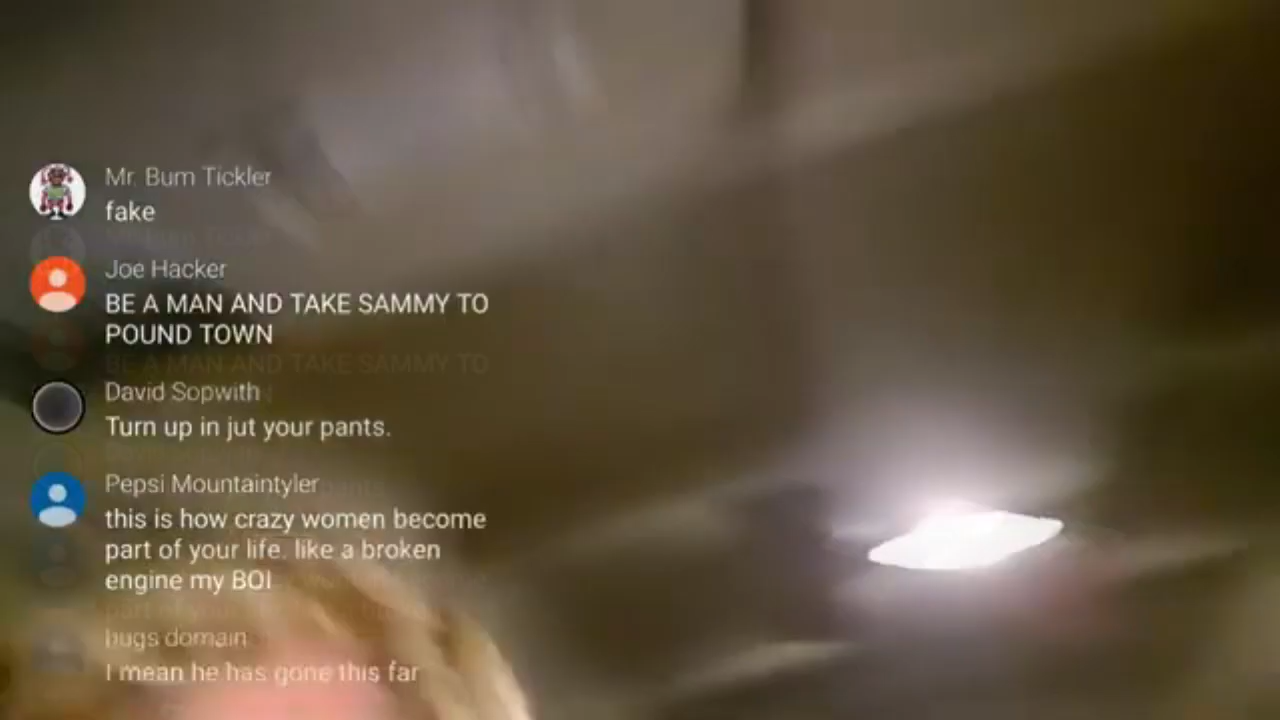 Mr. Bum Tickler
fake
Joe Hacker
BE A MAN AND TAKE SAMMY TO
POUND TOWN
David Sopwith
Turn up in jut your pants.
Pepsi Mountaintyler
this is how crazy women become
part of your life. like a broken
engine my BOI
bugs domain
I mean he has gone this far